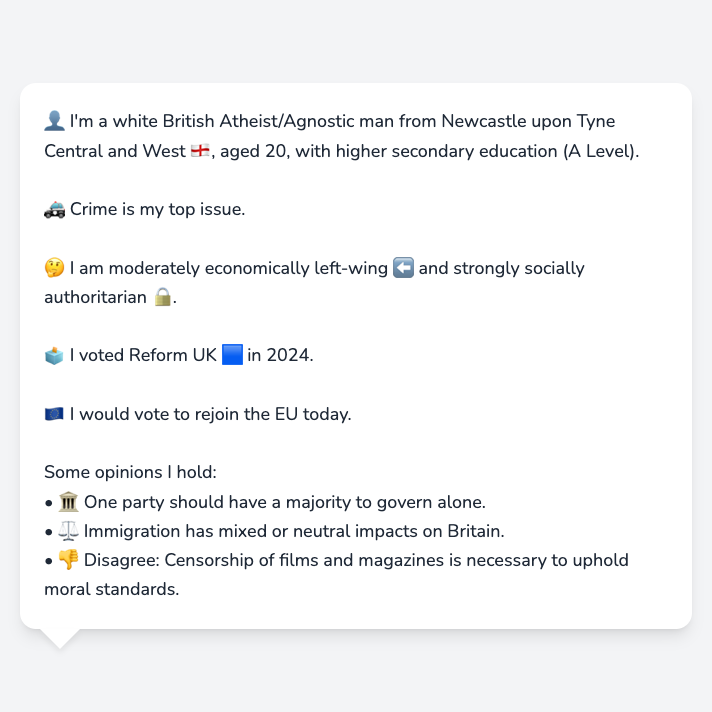 👤 I'm a white British Atheist/Agnostic man from Newcastle upon Tyne
Central and West 🏴󠁧󠁢󠁥󠁮󠁧󠁿, aged 20, with higher secondary education (A Level).
🚓 Crime is my top issue.
🤔 I am moderately economically left-wing ⬅️ and strongly socially
authoritarian 🔒.
🗳️ I voted Reform UK 🟦 in 2024.
🇪🇺 I would vote to rejoin the EU today.
Some opinions I hold:
• 🏛️ One party should have a majority to govern alone.
• ⚖️ Immigration has mixed or neutral impacts on Britain.
• 👎 Disagree: Censorship of films and magazines is necessary to uphold
moral standards.